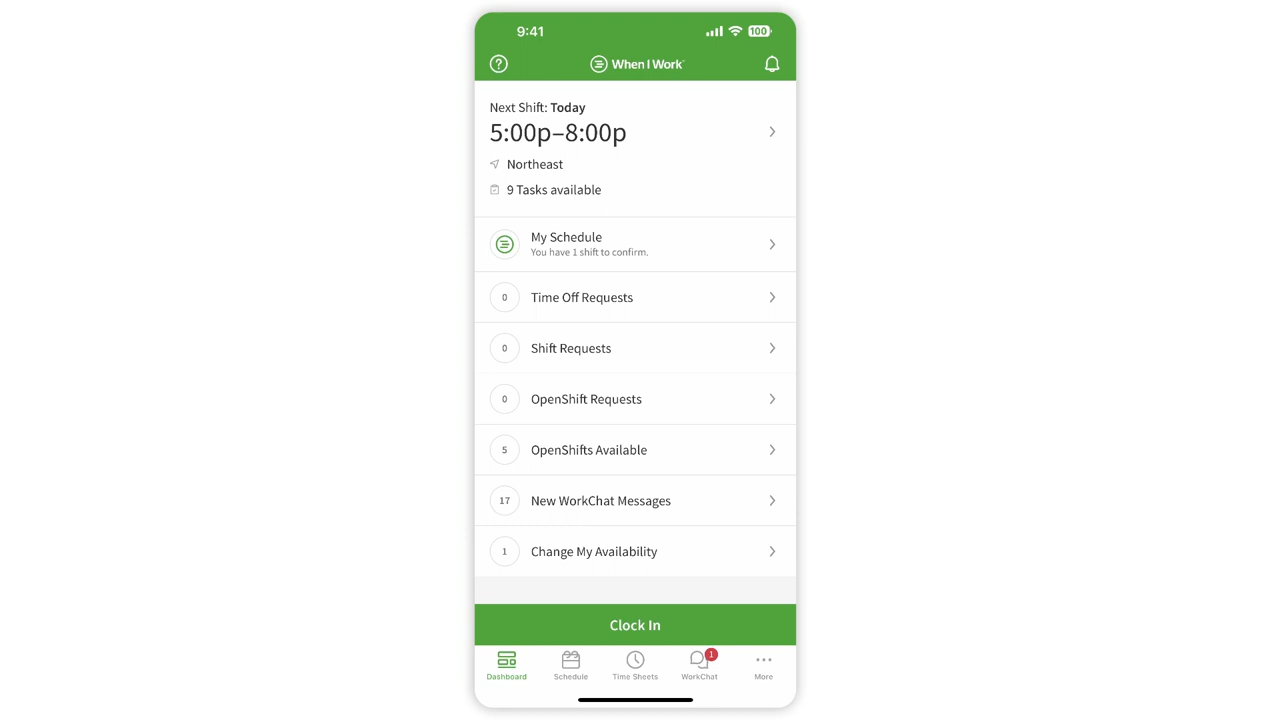 9:41
100
When I Work
Next Shift: Today
5:00p–8:00p
Northeast
9 Tasks available
My Schedule
You have 1 shift to confirm.
0 Time Off Requests
0 Shift Requests
0 OpenShift Requests
5 OpenShifts Available
17 New WorkChat Messages
1 Change My Availability
Clock In
1
Dashboard Schedule Time Sheets WorkChat More